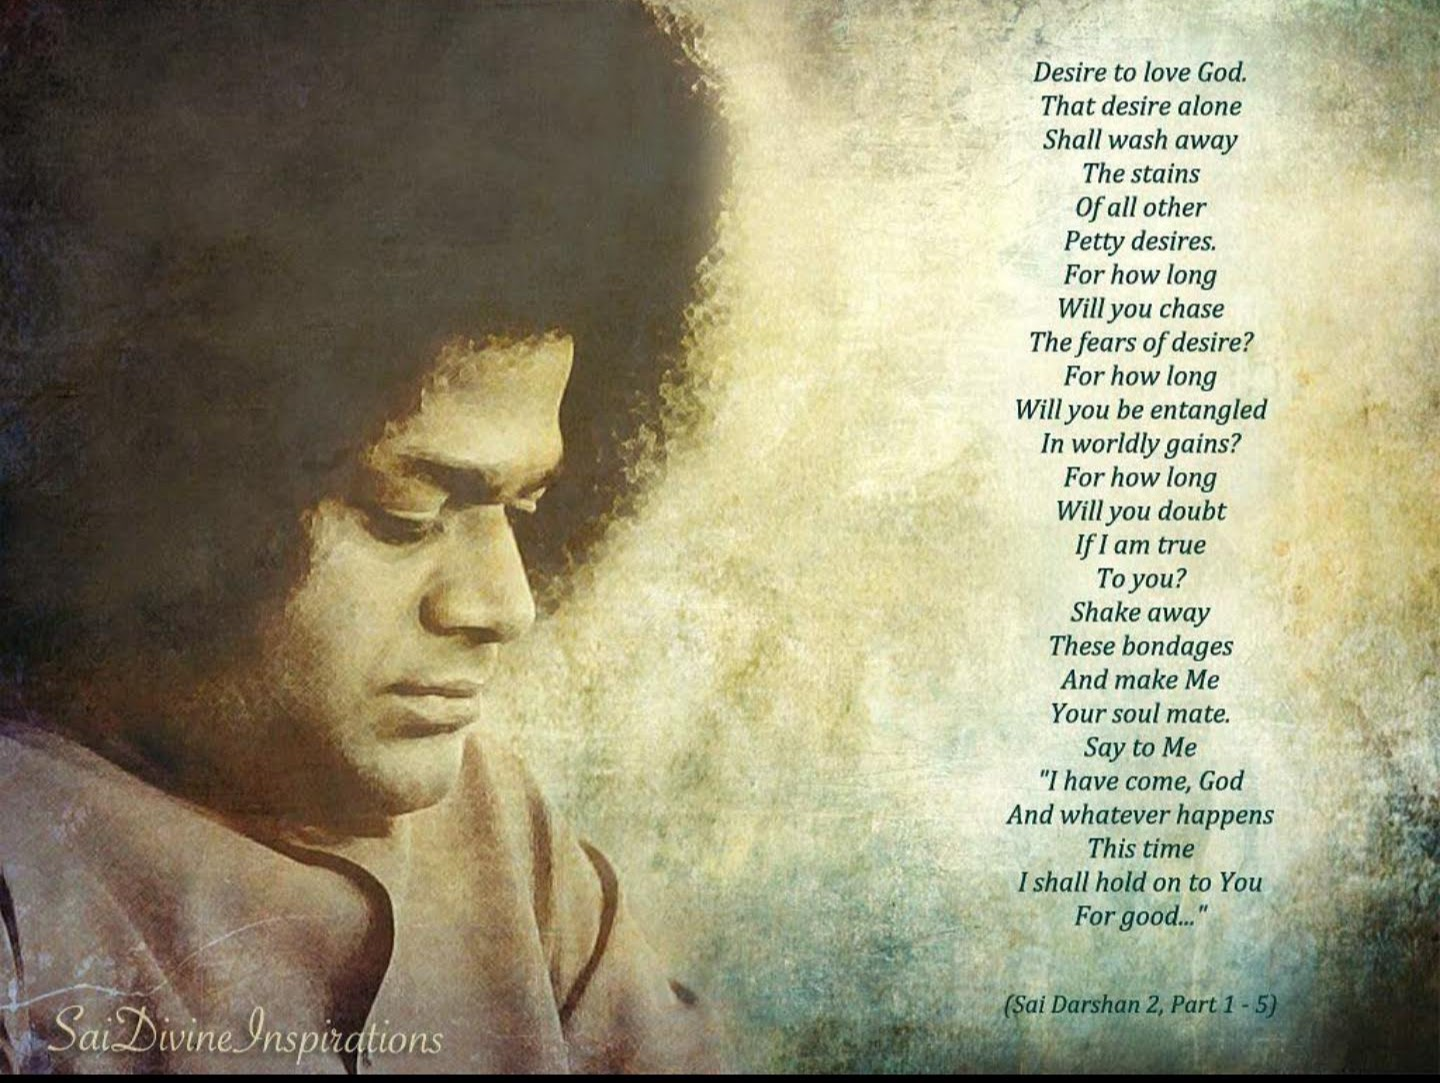 Desire to love God.
That desire alone
Shall wash away
The stains
Of all other
Petty desires.
For how long
Will you chase
The fears of desire?
For how long
Will you be entangled
In worldly gains?
For how long
Will you doubt
If I am true
To you?
Shake away
These bondages
And make Me
Your soul mate.
Say to Me
"I have come, God
And whatever happens
This time
I shall hold on to You
For good..."
(Sai Darshan 2, Part 1 - 5)
SaiDivineInspirations